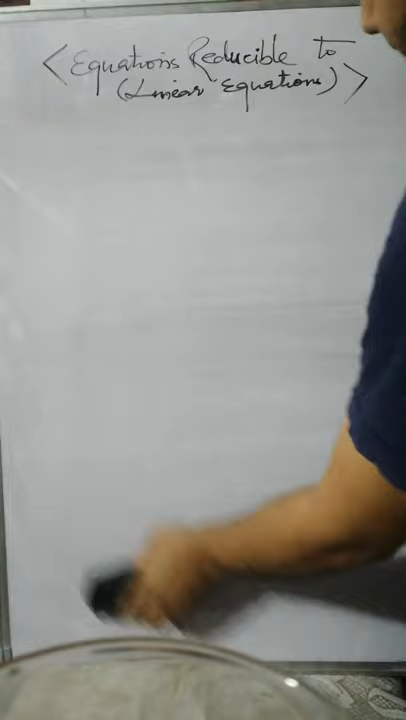 < Equations Reducible to
(Linear Equations) >